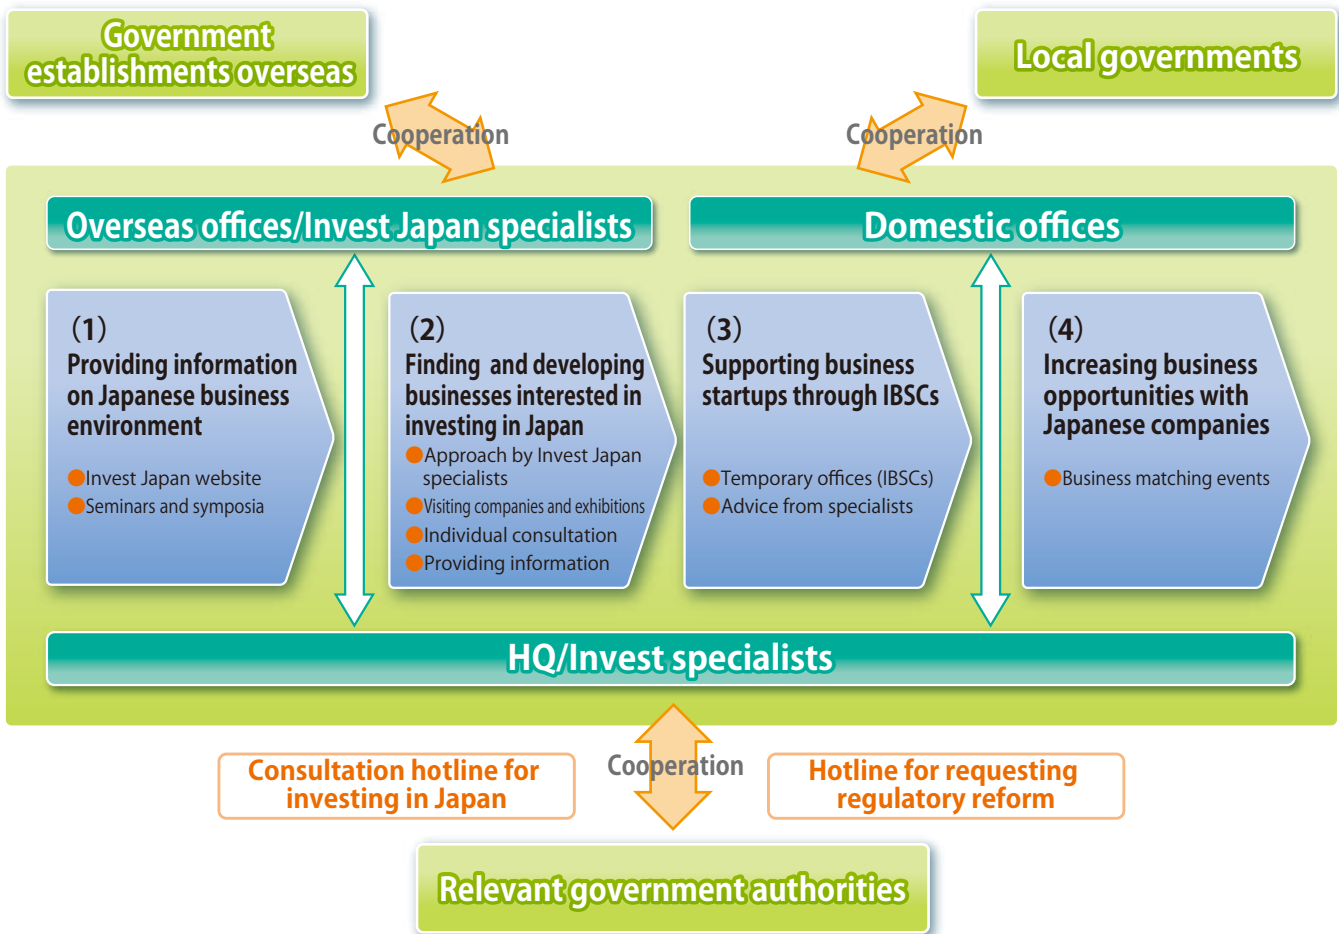 Government
establishments overseas
Local governments
Cooperation
Cooperation
Overseas offices/Invest Japan specialists
Domestic offices
(1)
Providing information
on Japanese business
environment
●Invest Japan website
●Seminars and symposia
(2)
Finding and developing
businesses interested in
investing in Japan
●Approach by Invest Japan
specialists
●Visiting companies and exhibitions
●Individual consultation
●Providing information
(3)
Supporting business
startups through IBSCs
●Temporary offices (IBSCs)
●Advice from specialists
(4)
Increasing business
opportunities with
Japanese companies
●Business matching events
HQ/Invest specialists
Consultation hotline for
investing in Japan
Cooperation
Hotline for requesting
regulatory reform
Relevant government authorities